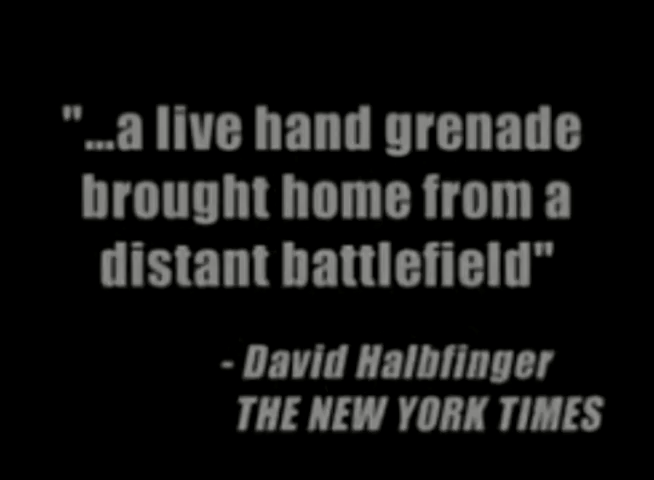 "...a live hand grenade
brought home from a
distant battlefield"
- David Halbfinger
THE NEW YORK TIMES